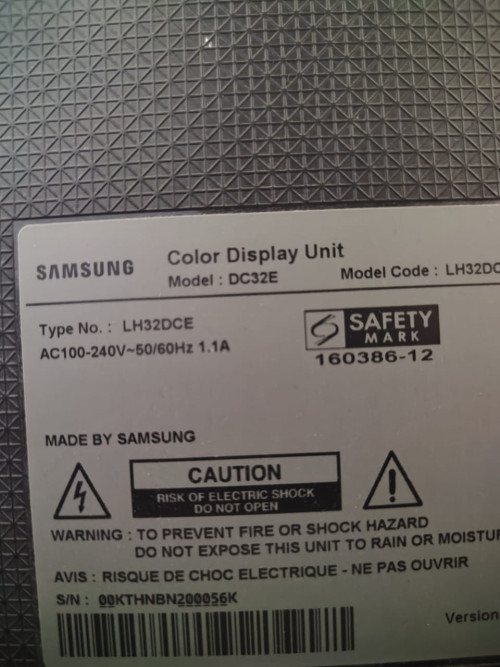 SAMSUNG
Color Display Unit
Model : DC32E
Model Code : LH32DC
Type No. : LH32DCE
AC100-240V~50/60Hz 1.1A
SAFETY
MARK
160386-12
MADE BY SAMSUNG
CAUTION
RISK OF ELECTRIC SHOCK
DO NOT OPEN
WARNING : TO PREVENT FIRE OR SHOCK HAZARD
DO NOT EXPOSE THIS UNIT TO RAIN OR MOISTUR
AVIS : RISQUE DE CHOC ELECTRIQUE - NE PAS OUVRIR
S/N : 00KTHNBN200056K
Version